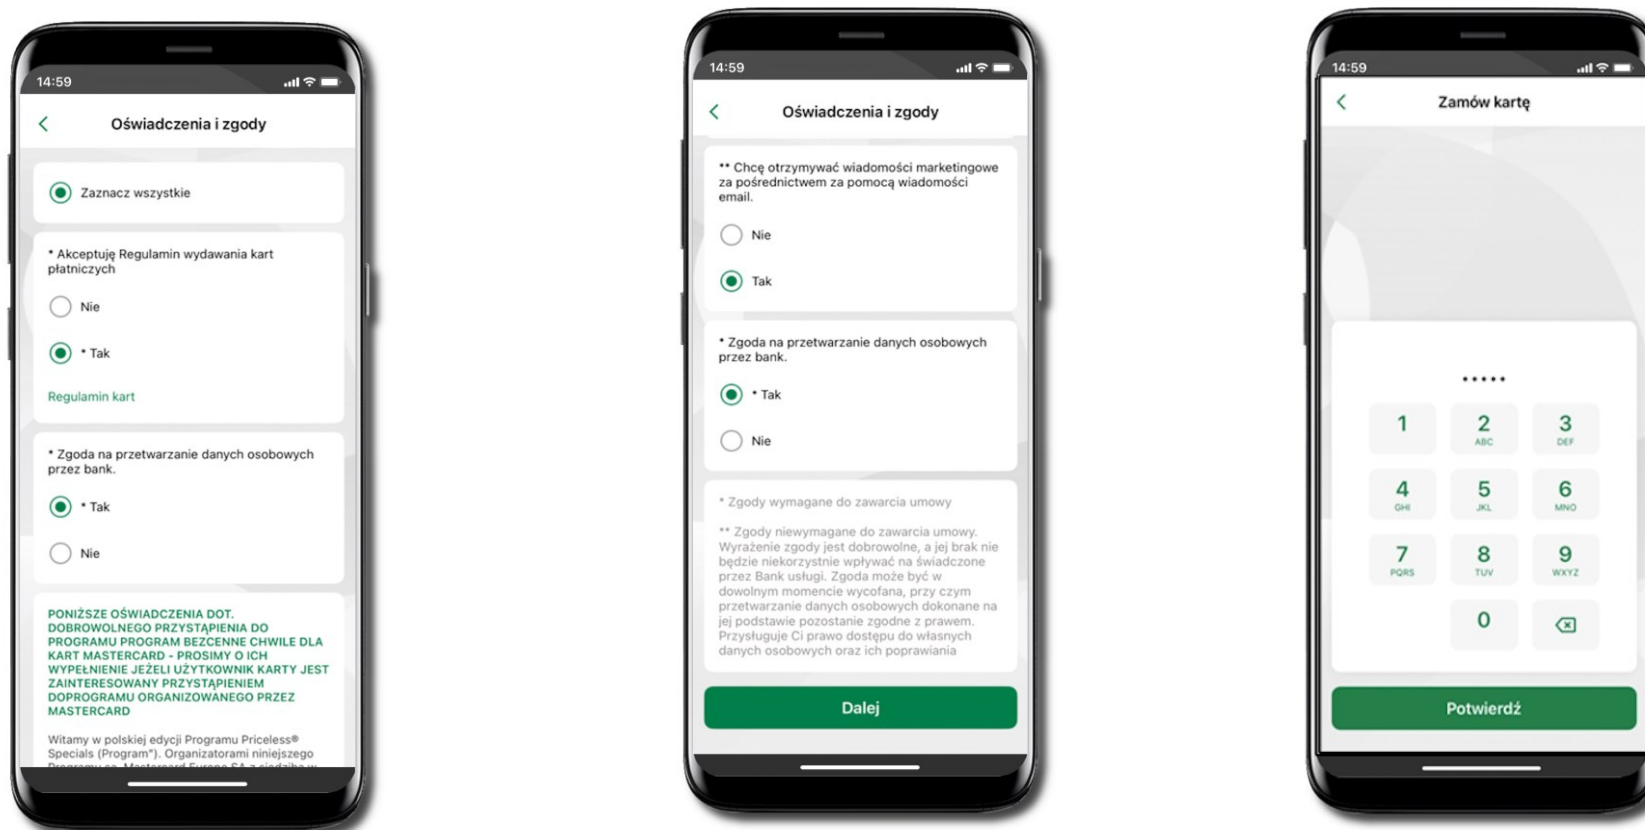 14:59
Oświadczenia i zgody
Zaznacz wszystkie
* Akceptuję Regulamin wydawania kart
płatniczych
Nie
* Tak
Regulamin kart
* Zgoda na przetwarzanie danych osobowych
przez bank.
* Tak
Nie
PONIŻSZE OŚWIADCZENIA DOT.
DOBROWOLNEGO PRZYSTĄPIENIA DO
PROGRAMU PROGRAM BEZCENNE CHWILE DLA
KART MASTERCARD - PROSIMY O ICH
WYPEŁNIENIE JEŻELI UŻYTKOWNIK KARTY JEST
ZAINTERESOWANY PRZYSTĄPIENIEM
DOPROGRAMU ORGANIZOWANEGO PRZEZ
MASTERCARD
Witamy w polskiej edycji Programu Priceless®
Specials (Program"). Organizatorami niniejszego
Programu są Mastercard Europe SA z siedzibą w
14:59
Oświadczenia i zgody
** Chcę otrzymywać wiadomości marketingowe
za pośrednictwem za pomocą wiadomości
email.
Nie
Tak
* Zgoda na przetwarzanie danych osobowych
przez bank.
* Tak
Nie
* Zgody wymagane do zawarcia umowy
** Zgody niewymagane do zawarcia umowy.
Wyrażenie zgody jest dobrowolne, a jej brak nie
będzie niekorzystnie wpływać na świadczone
przez Bank usługi. Zgoda może być w
dowolnym momencie wycofana, przy czym
przetwarzanie danych osobowych dokonane na
jej podstawie pozostanie zgodne z prawem.
Przysługuje Ci prawo dostępu do własnych
danych osobowych oraz ich poprawiania
Dalej
14:59
Zamów kartę
1 2 3
ABC DEF
4 5 6
GHI JKL MNO
7 8 9
PQRS TUV WXYZ
0
Potwierdź